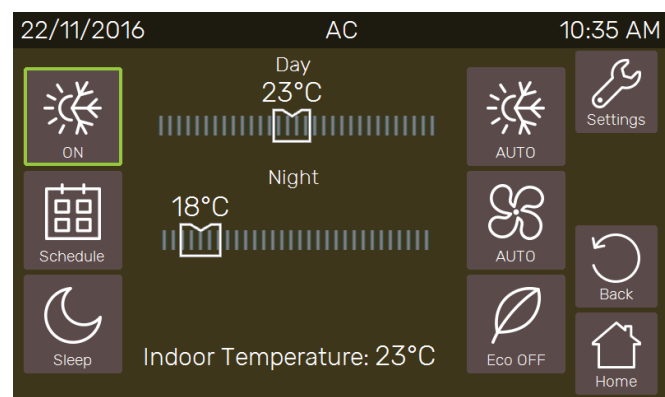 22/11/2016 AC 10:35 AM
Day
23°C
ON
AUTO
Settings
Night
18°C
Schedule
AUTO
Back
Sleep
Indoor Temperature: 23°C
Eco OFF
Home